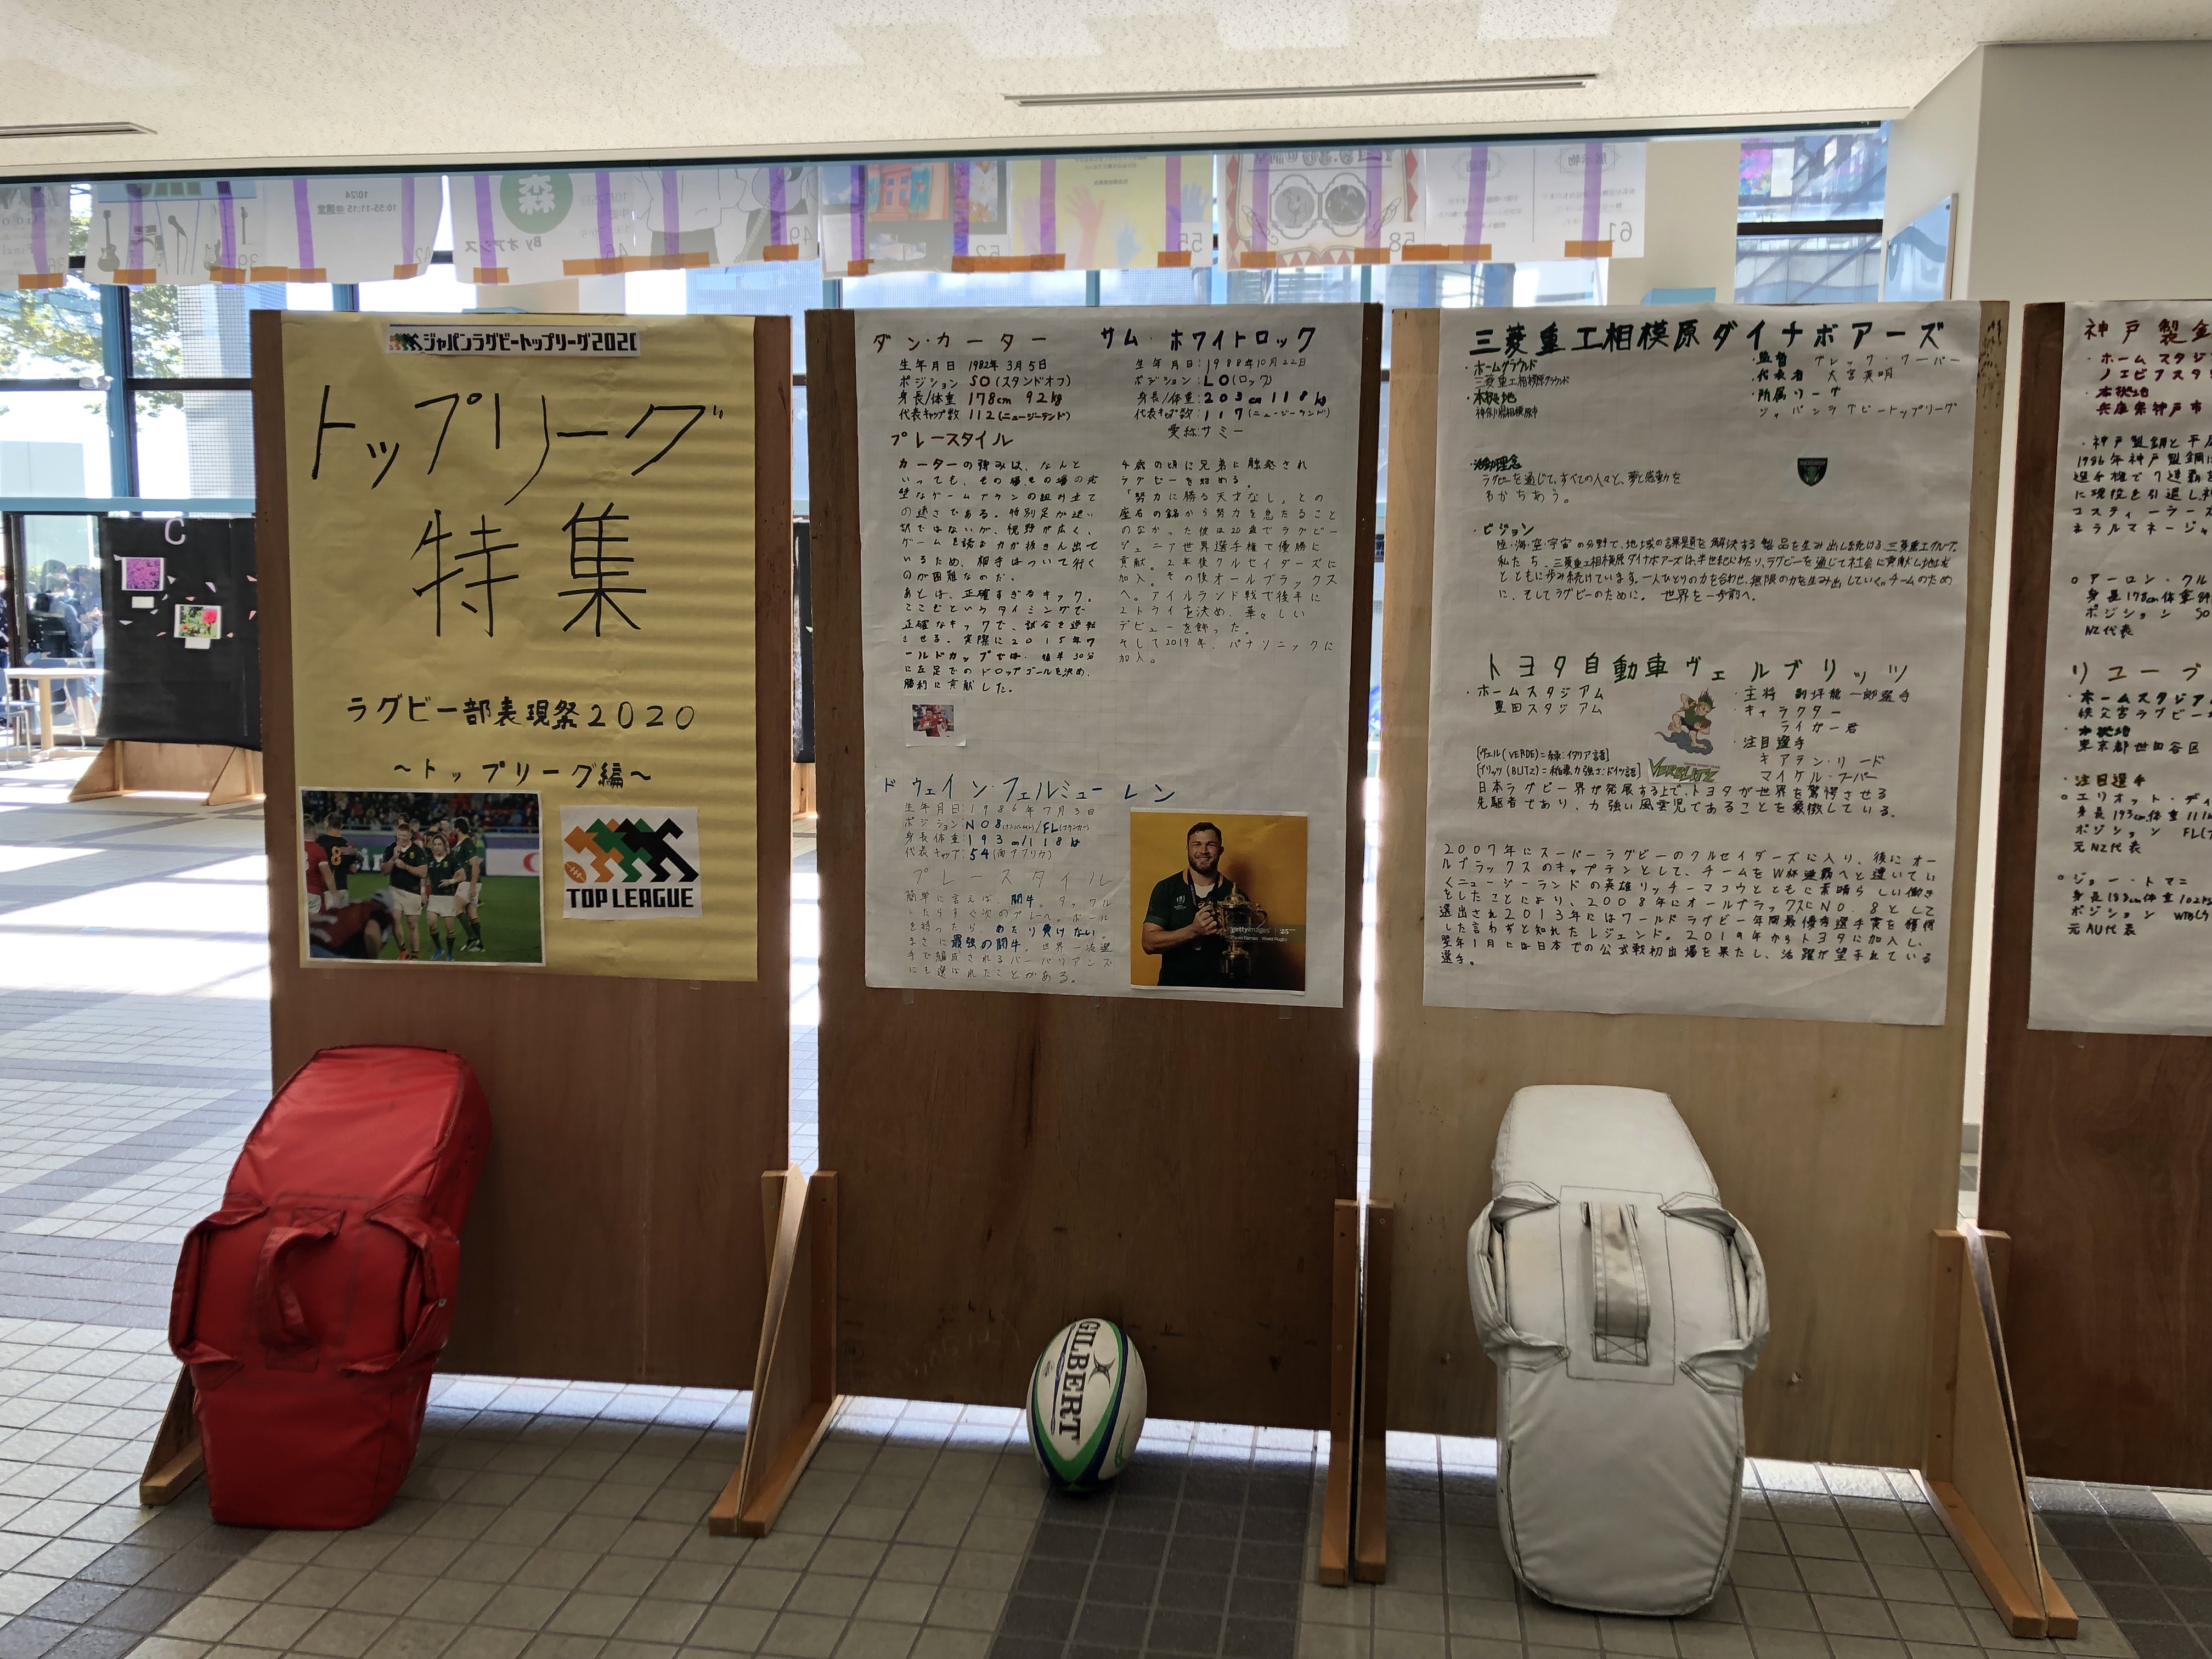 10/24
10:55-11:15@講堂
森
By オアシス
39
42
46
49
52
55
58
61
展示物
C
ジャパンラグビートップリーグ2020
トップリーグ
特集
ラグビー部表現祭2020
〜トップリーグ編〜
TOP LEAGUE
ダン・カーター
生年月日 1982年3月5日
ポジション SO(スタンドオフ)
身長/体重 178cm 92kg
代表キャップ数 112(ニュージーランド)
プレースタイル
カーターの強みは、なんと
いっても、その場その場の完
璧なゲームプランの組み立て
の速さである。特別足が速い
訳ではないが、視野が広く、
ゲームを読む力が抜きん出て
いるため、相手はついて行く
のが困難なのだ。
あとは、正確すぎるキック。
ここぞというタイミングで
正確なキックで、試合を逆転
させる。実際に2015年ワ
ールドカップでは、後半30分
に左足でのドロップゴールを決め、
勝利に貢献した。
サム・ホワイトロック
生年月日:1988年10月22日
ポジション:LO(ロック)
身長/体重:203cm 118kg
代表キャップ数:117(ニュージーランド)
愛称:サミー
4歳の頃に兄弟に触発され
ラグビーを始める。
「努力に勝る天才なし」との
座右の銘から努力を怠たること
のなかった彼は20歳でラグビー
ジュニア世界選手権で優勝に
貢献。2年後クルセイダーズに
加入。その後オールブラックス
へ。アイルランド戦で後半に
2トライを決め、華々しい
デビューを飾った。
そして2019年、パナソニックに
加入。
ドウェイン・フェルミューレン
生年月日:1986年7月3日
ポジション:NO8(ナンバーエイト)/FL(フランカー)
身長体重:193cm/118kg
代表キャップ:54(南アフリカ)
プレースタイル
簡単に言えば、闘牛。タックル
したらすぐ次のプレーへ。ボール
を持ったら、あたり負けない。
まさに最強の闘牛。世界一流選
手で編成されるバーバリアンズ
にも選ばれたことがある。
gettyimages
三菱重工相模原ダイナボアーズ
・ホームグラウンド
三菱重工相模原グラウンド
・本拠地
神奈川県相模原市
・監督 グレッグ・クーパー
・代表者 大宮英明
・所属リーグ
ジャパンラグビートップリーグ
・活動理念
ラグビーを通じて、すべての人々と、夢と感動を
わかちあう。
・ビジョン
陸・海・空・宇宙の分野で、地域の課題を解決する製品を生み出し続ける三菱重工グループ。
私たち、三菱重工相模原ダイナボアーズは、半世紀にわたり、ラグビーを通じて社会に貢献し地域
とともに歩み続けています。一人ひとりの力を合わせ、無限の力を生み出していく。チームのため
に、そしてラグビーのために。 世界を一歩前へ。
トヨタ自動車ヴェルブリッツ
・ホームスタジアム
豊田スタジアム
・主将 副坪龍一郎選手
・キャラクター
ライガー君
・注目選手
キアラン・リード
マイケル・フーパー
[ヴェル(VERDE)=緑:イタリア語]
[ブリッツ(BLITZ)=稲妻、力強さ:ドイツ語]
VERBLITZ
日本ラグビー界が発展する上で、トヨタが世界を驚愕させる
先駆者であり、力強い風雲児であることを象徴している。
2007年にスーパーラグビーのクルセイダーズに入り、後にオー
ルブラックスのキャプテンとして、チームをW杯連覇へと導いてい
くニュージーランドの英雄リッチーマコウとともに素晴らしい働き
をしたことにより、2008年にオールブラックスにNO.8として
選出され2013年にはワールドラグビー年間最優秀選手賞を獲得
した言わずと知れたレジェンド。2019年からトヨタに加入し、
翌年1月には日本での公式戦初出場を果たし、活躍が望まれている
選手。
神戸製金
・ホームスタジ
ノエビアスタ
・本拠地
兵庫県神戸市
・神戸製鋼と平尾
1986年神戸製鋼に
選手権で7連覇
に現役を引退し、
コスティーラーズ
ネラルマネージャ
○アーロン・クル
身長178cm体重
ポジション SO
NZ代表
リコーブ
・ホームスタジア
秩父宮ラグビー
・本拠地
東京都世田谷区
・注目選手
○エリオット・ディ
身長193cm体重111k
ポジション FL(フ
元NZ代表
○ジョー・トマニ
身長188cm体重102kg
ポジション WTB(ウ
元AU代表
GILBERT